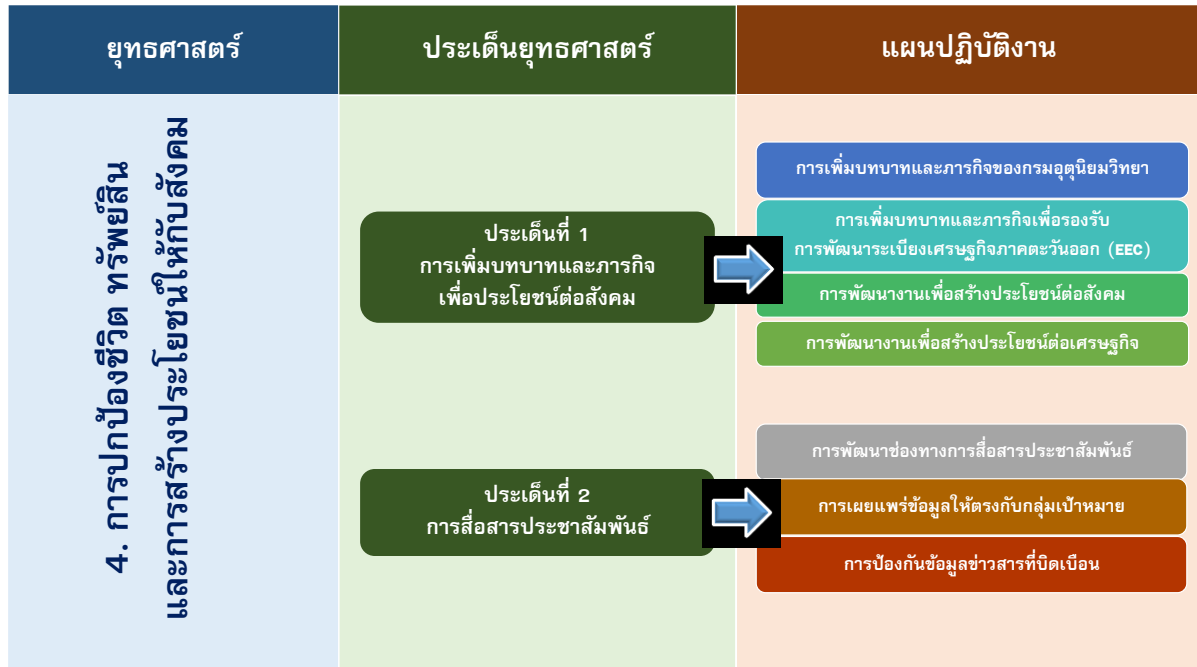 ยุทธศาสตร์
ประเด็นยุทธศาสตร์
แผนปฏิบัติงาน
4. การปกป้องชีวิต ทรัพย์สิน
และการสร้างประโยชน์ให้กับสังคม
ประเด็นที่ 1
การเพิ่มบทบาทและภารกิจ
เพื่อประโยชน์ต่อสังคม
การเพิ่มบทบาทและภารกิจของกรมอุตุนิยมวิทยา
การเพิ่มบทบาทและภารกิจเพื่อรองรับ
การพัฒนาระเบียงเศรษฐกิจภาคตะวันออก (EEC)
การพัฒนางานเพื่อสร้างประโยชน์ต่อสังคม
การพัฒนางานเพื่อสร้างประโยชน์ต่อเศรษฐกิจ
ประเด็นที่ 2
การสื่อสารประชาสัมพันธ์
การพัฒนาช่องทางการสื่อสารประชาสัมพันธ์
การเผยแพร่ข้อมูลให้ตรงกับกลุ่มเป้าหมาย
การป้องกันข้อมูลข่าวสารที่บิดเบือน